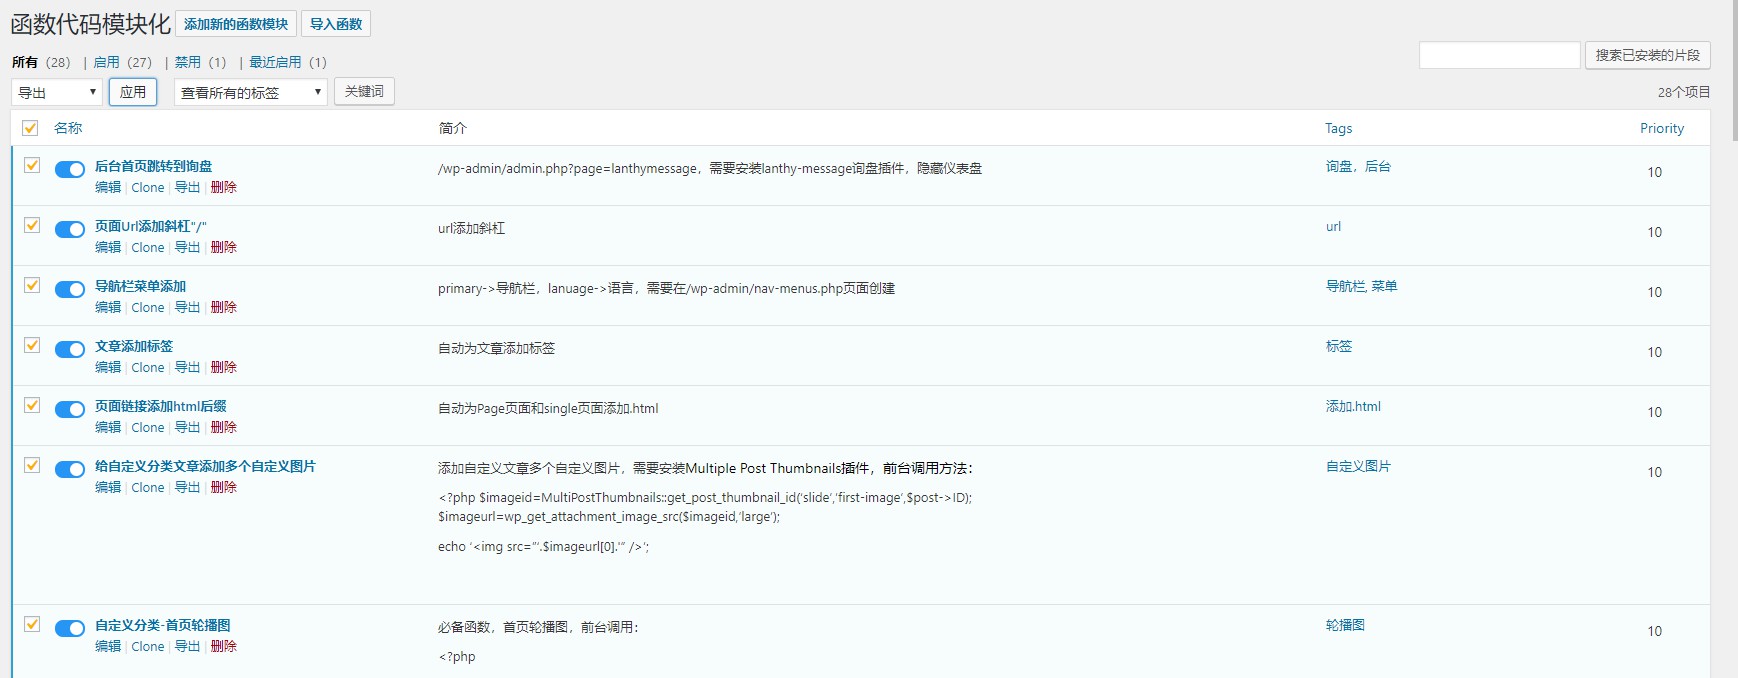 函数代码模块化 添加新的函数模块 导入函数
所有 (28) | 启用 (27) | 禁用 (1) | 最近启用 (1)
搜索已安装的片段
导出 应用 查看所有的标签 关键词 28个项目
名称 简介 Tags Priority
后台首页跳转到询盘 /wp-admin/admin.php?page=lanthymessage，需要安装lanthy-message询盘插件，隐藏仪表盘 询盘，后台 10
编辑 | Clone | 导出 | 删除
页面Url添加斜杠"/" url添加斜杠 url 10
编辑 | Clone | 导出 | 删除
导航栏菜单添加 primary->导航栏，lanuage->语言，需要在/wp-admin/nav-menus.php页面创建 导航栏, 菜单 10
编辑 | Clone | 导出 | 删除
文章添加标签 自动为文章添加标签 标签 10
编辑 | Clone | 导出 | 删除
页面链接添加html后缀 自动为Page页面和single页面添加.html 添加.html 10
编辑 | Clone | 导出 | 删除
给自定义分类文章添加多个自定义图片 添加自定义文章多个自定义图片，需要安装Multiple Post Thumbnails插件，前台调用方法： 自定义图片 10
编辑 | Clone | 导出 | 删除
<?php $imageid=MultiPostThumbnails::get_post_thumbnail_id('slide','first-image',$post->ID);
$imageurl=wp_get_attachment_image_src($imageid,'large');
echo ‘<img src=”‘.$imageurl[0].'” />’;
自定义分类-首页轮播图 必备函数，首页轮播图，前台调用： 轮播图 10
编辑 | Clone | 导出 | 删除
<?php